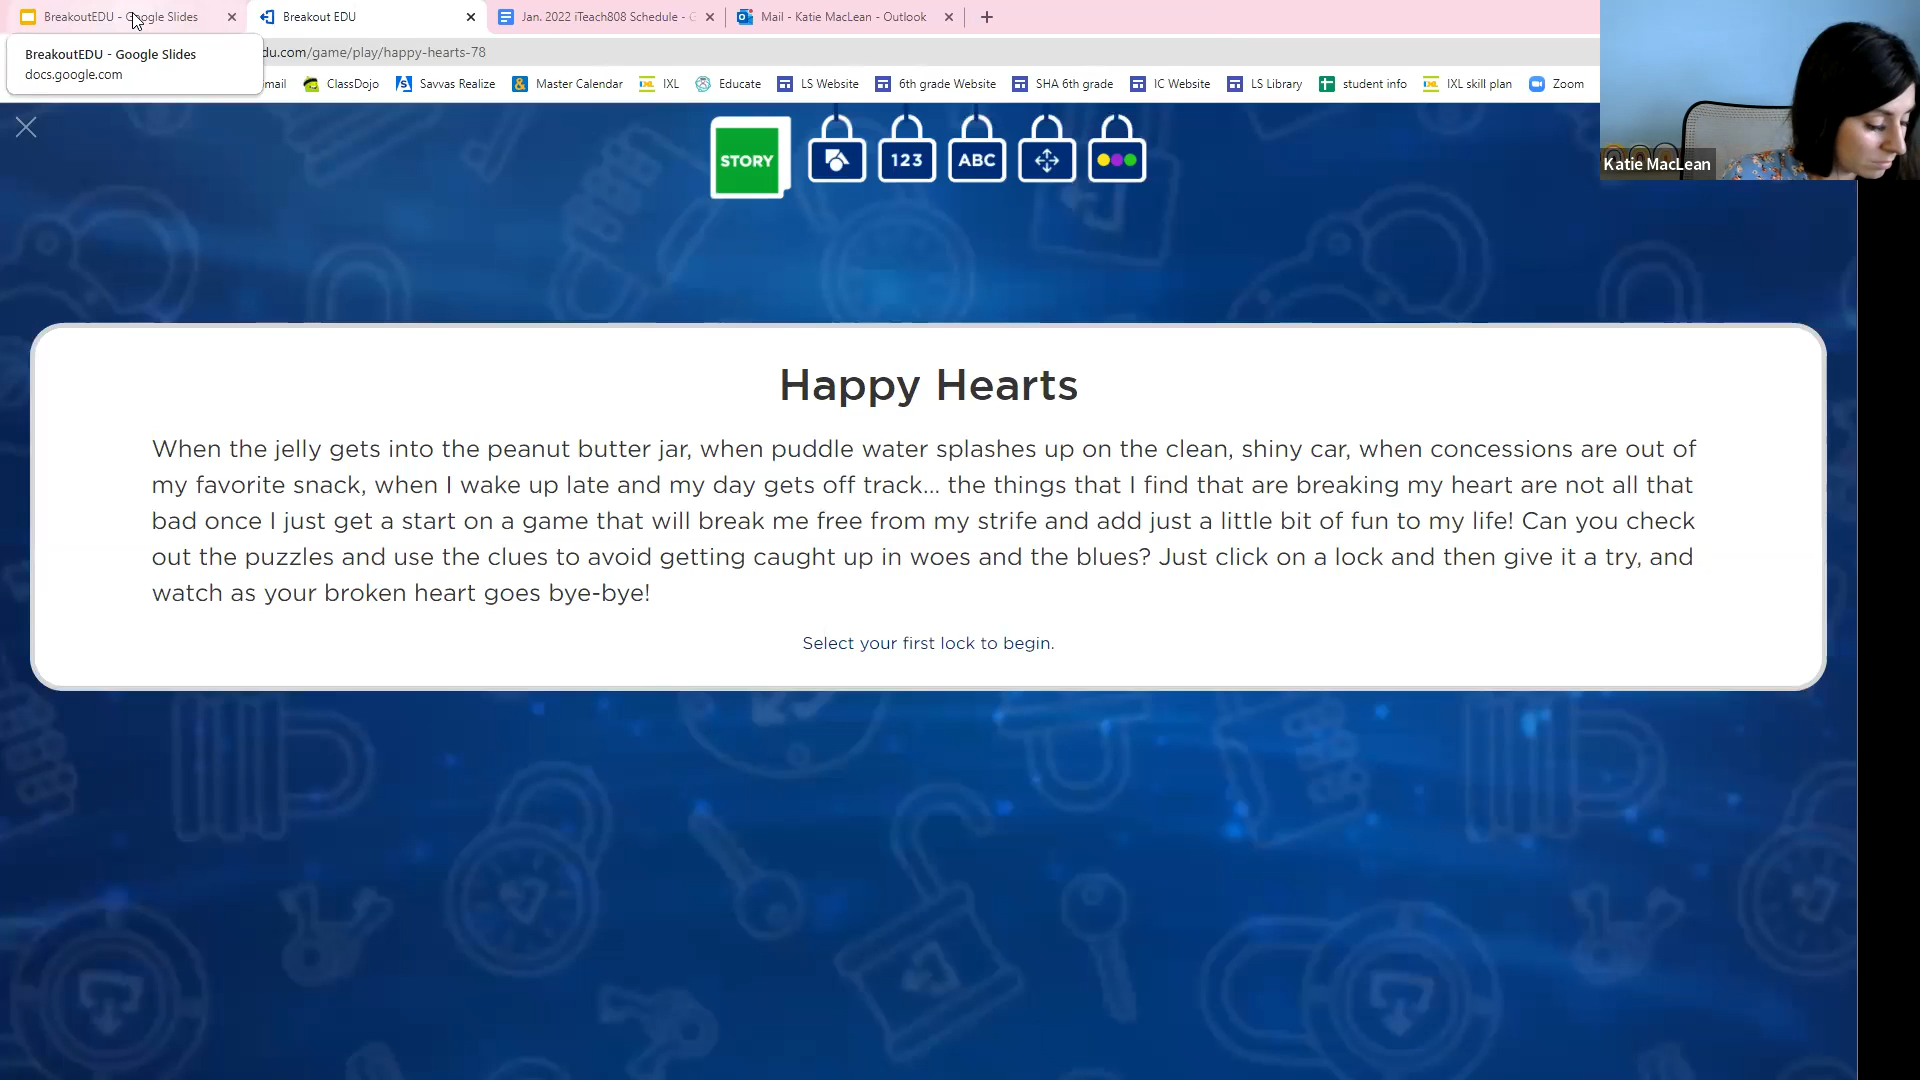 BreakoutEDU - Google Slides
Breakout EDU
Jan. 2022 iTeach808 Schedule - G
Mail - Katie MacLean - Outlook
BreakoutEDU - Google Slides
docs.google.com
du.com/game/play/happy-hearts-78
mail
ClassDojo
Savvas Realize
Master Calendar
IXL
Educate
LS Website
6th grade Website
SHA 6th grade
IC Website
LS Library
student info
IXL skill plan
Zoom
Katie MacLean
STORY
123
ABC
Happy Hearts
When the jelly gets into the peanut butter jar, when puddle water splashes up on the clean, shiny car, when concessions are out of
my favorite snack, when I wake up late and my day gets off track... the things that I find that are breaking my heart are not all that
bad once I just get a start on a game that will break me free from my strife and add just a little bit of fun to my life! Can you check
out the puzzles and use the clues to avoid getting caught up in woes and the blues? Just click on a lock and then give it a try, and
watch as your broken heart goes bye-bye!
Select your first lock to begin.